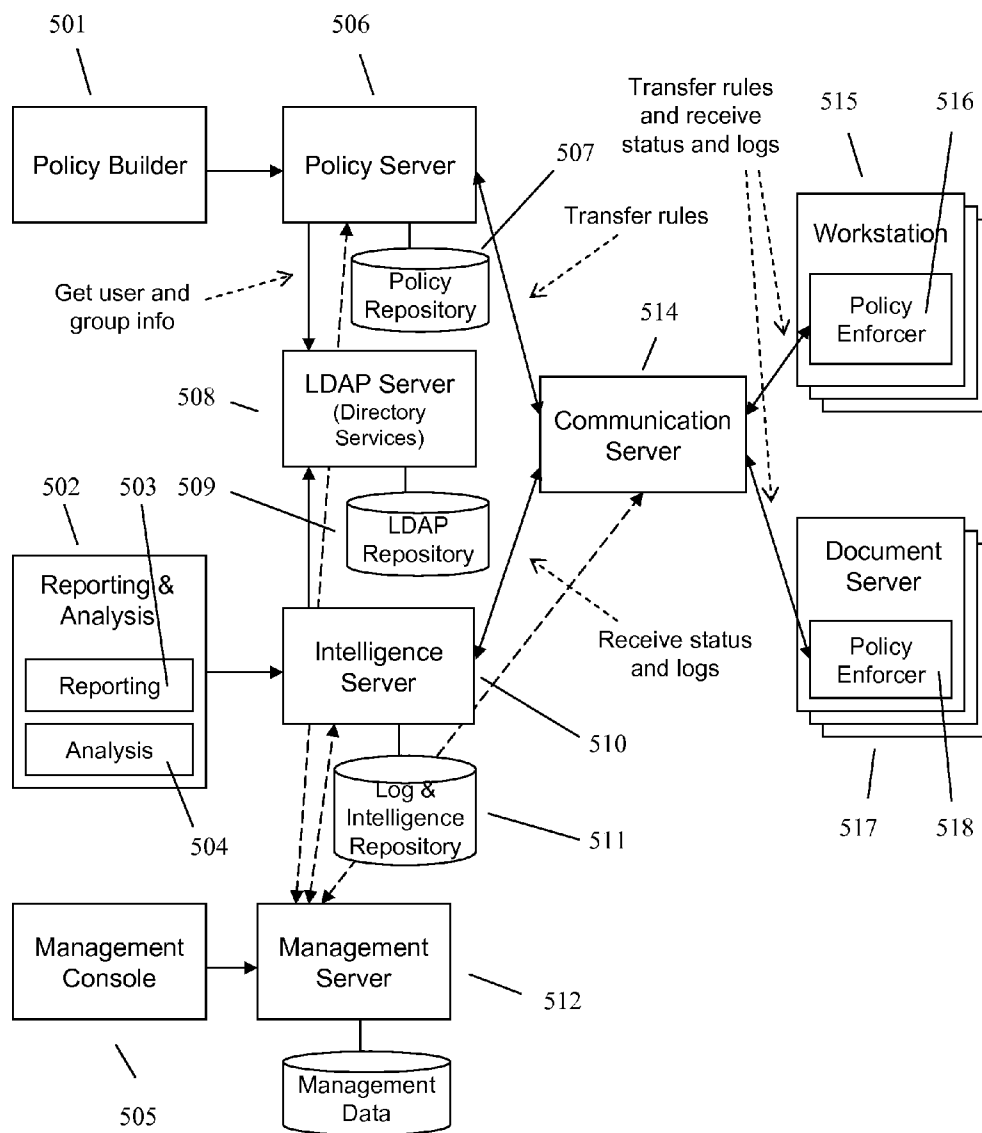 501
506
Policy Builder
Policy Server
507
Transfer rules
and receive
status and logs
515
516
Transfer rules
Workstation
Policy
Enforcer
Policy
Repository
Get user and
group info
514
508
LDAP Server
(Directory
Services)
Communication
Server
502
503
509
LDAP
Repository
Document
Server
Policy
Enforcer
Reporting &
Analysis
Reporting
Analysis
Intelligence
Server
Receive status
and logs
510
504
Log &
Intelligence
Repository
511
517
518
Management
Console
Management
Server
512
505
Management
Data